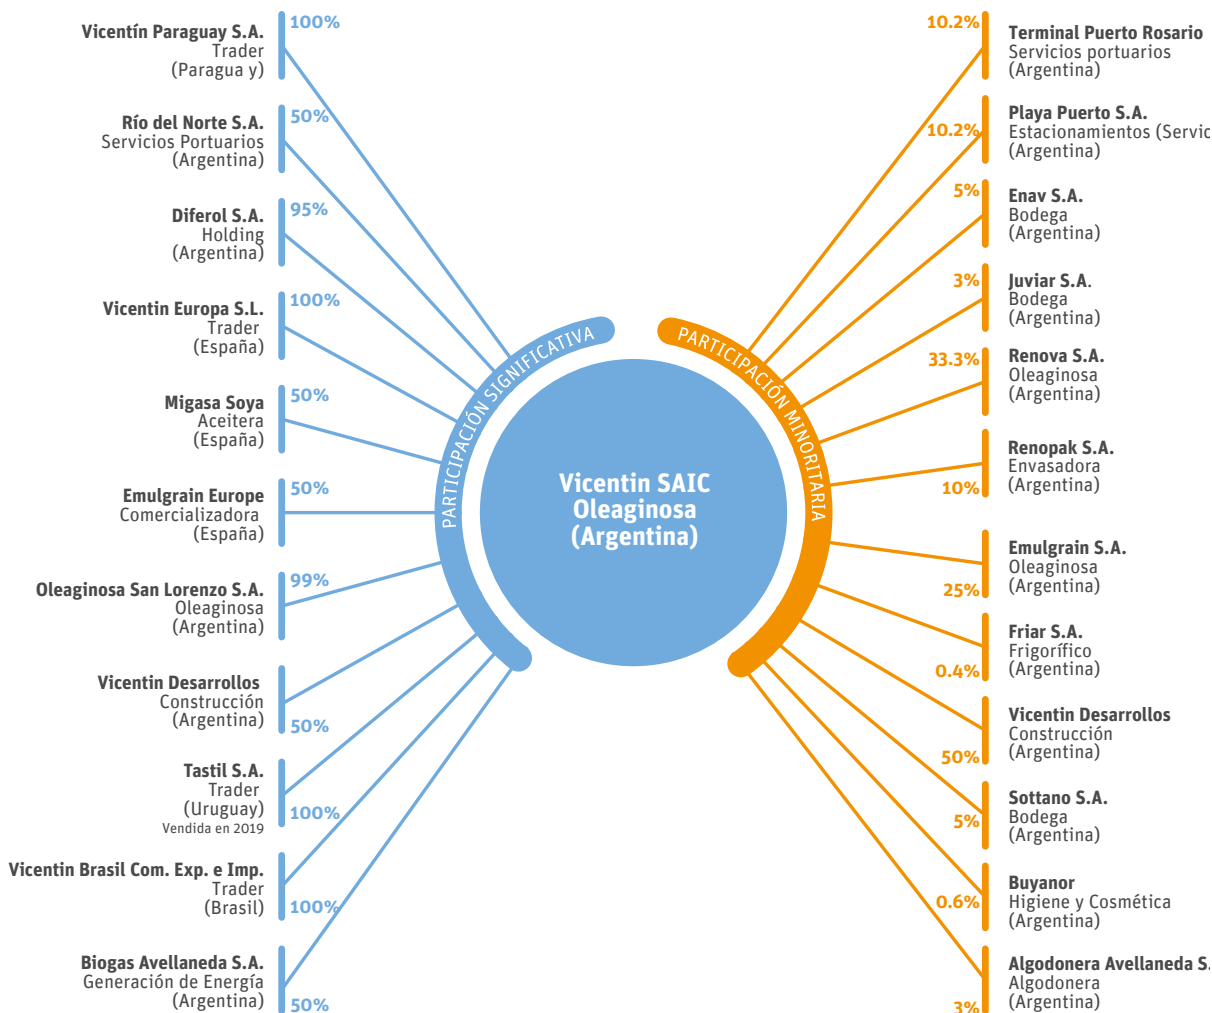 100%
Vicentín Paraguay S.A.
Trader
(Paragua y)
50%
Río del Norte S.A.
Servicios Portuarios
(Argentina)
95%
Diferol S.A.
Holding
(Argentina)
100%
Vicentin Europa S.L.
Trader
(España)
50%
Migasa Soya
Aceitera
(España)
50%
Emulgrain Europe
Comercializadora
(España)
99%
Oleaginosa San Lorenzo S.A.
Oleaginosa
(Argentina)
Vicentin Desarrollos
Construcción
(Argentina)
50%
Tastil S.A.
Trader
(Uruguay)
100%
Vendida en 2019
Vicentin Brasil Com. Exp. e Imp.
Trader
(Brasil)
100%
Biogas Avellaneda S.A.
Generación de Energía
(Argentina)
50%
PARTICIPACIÓN SIGNIFICATIVA
Vicentin SAIC
Oleaginosa
(Argentina)
PARTICIPACIÓN MINORITARIA
10.2%
Terminal Puerto Rosario
Servicios portuarios
(Argentina)
Playa Puerto S.A.
10.2%
Estacionamientos (Servic
(Argentina)
5%
Enav S.A.
Bodega
(Argentina)
3%
Juviar S.A.
Bodega
(Argentina)
33.3%
Renova S.A.
Oleaginosa
(Argentina)
Renopak S.A.
Envasadora
(Argentina)
10%
Emulgrain S.A.
Oleaginosa
(Argentina)
25%
Friar S.A.
Frigorífico
(Argentina)
0.4%
Vicentin Desarrollos
Construcción
(Argentina)
50%
Sottano S.A.
Bodega
(Argentina)
5%
Buyanor
Higiene y Cosmética
(Argentina)
0.6%
Algodonera Avellaneda S.
Algodonera
(Argentina)
3%